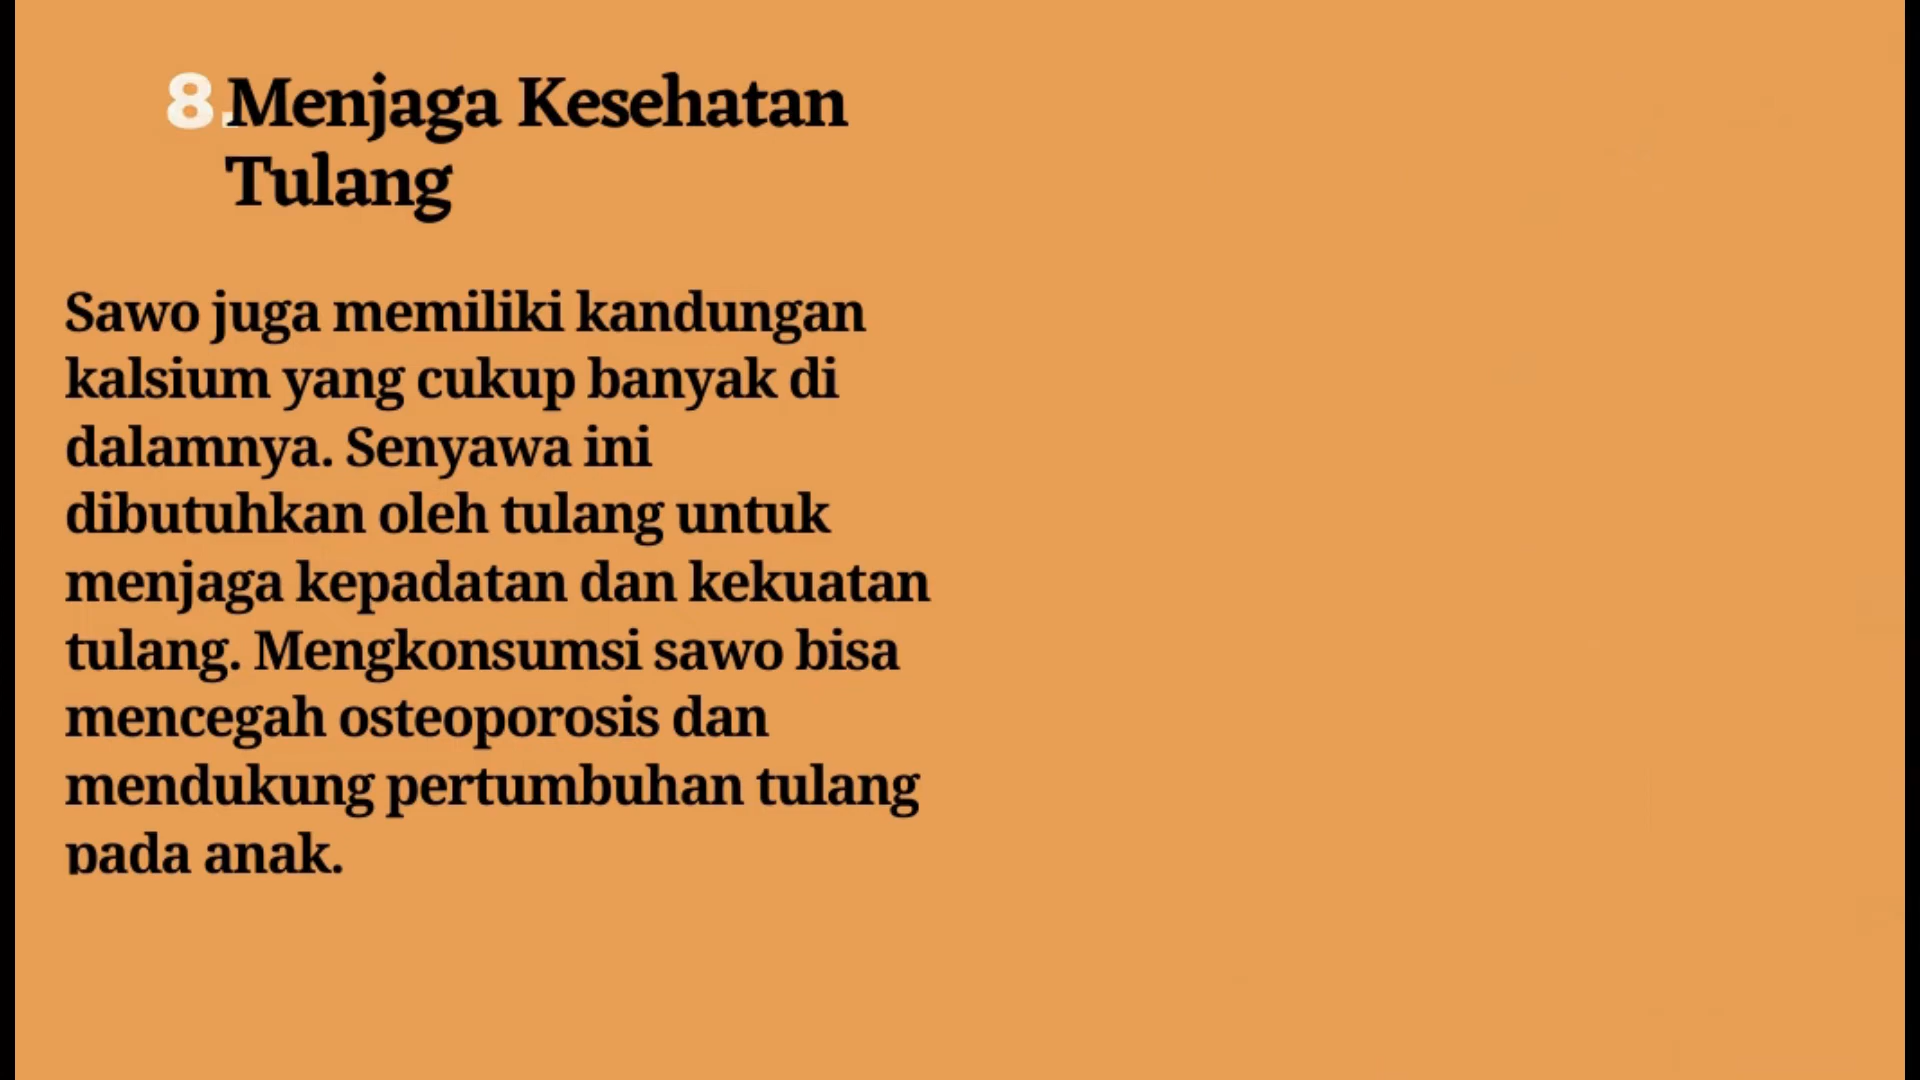 8.Menjaga Kesehatan
Tulang
Sawo juga memiliki kandungan
kalsium yang cukup banyak di
dalamnya. Senyawa ini
dibutuhkan oleh tulang untuk
menjaga kepadatan dan kekuatan
tulang. Mengkonsumsi sawo bisa
mencegah osteoporosis dan
mendukung pertumbuhan tulang
pada anak.